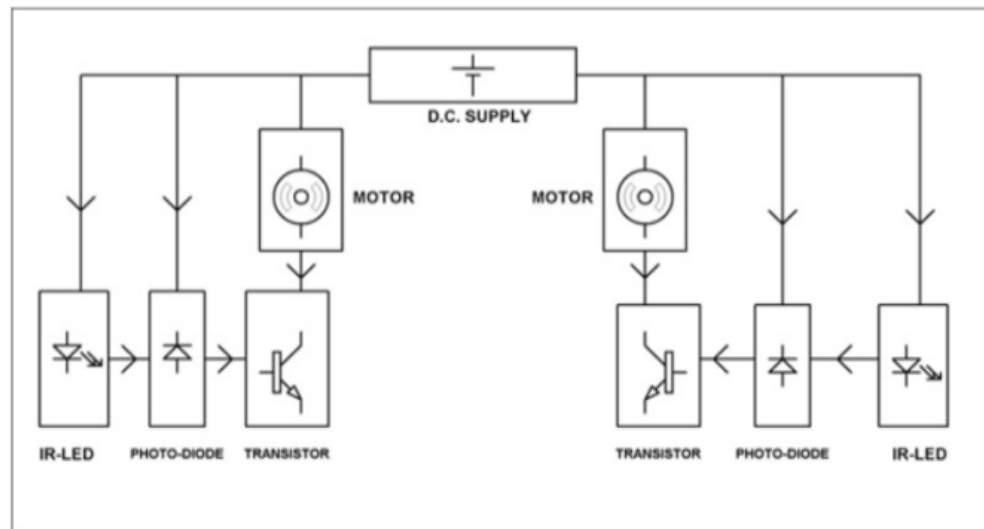 D.C. SUPPLY
MOTOR
MOTOR
IR-LED
PHOTO-DIODE
TRANSISTOR
TRANSISTOR
PHOTO-DIODE
IR-LED